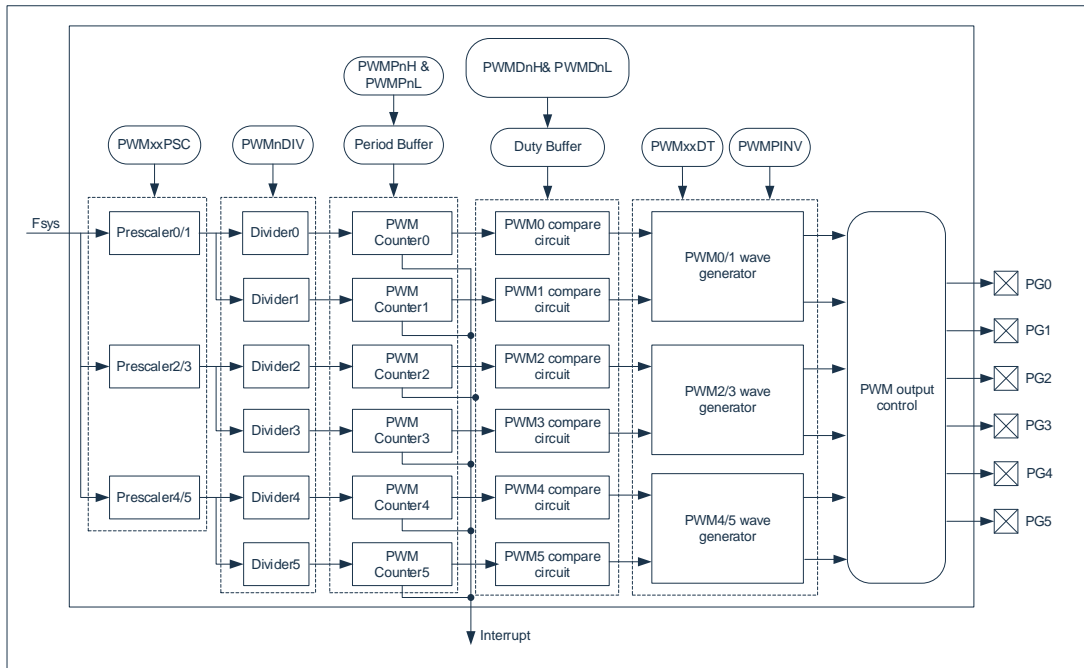 PWMPnH &
PWMPnL
PWMDnH& PWMDnL
PWMxxPSC
PWMnDIV
Period Buffer
Duty Buffer
PWMxxDT
PWMPINV
Fsys
Prescaler0/1
Divider0
PWM
Counter0
PWM0 compare
circuit
PWM0/1 wave
generator
Divider1
PWM
Counter1
PWM1 compare
circuit
Prescaler2/3
Divider2
PWM
Counter2
PWM2 compare
circuit
PWM2/3 wave
generator
Divider3
PWM
Counter3
PWM3 compare
circuit
Prescaler4/5
Divider4
PWM
Counter4
PWM4 compare
circuit
PWM4/5 wave
generator
Divider5
PWM
Counter5
PWM5 compare
circuit
PWM output
control
PG0
PG1
PG2
PG3
PG4
PG5
Interrupt